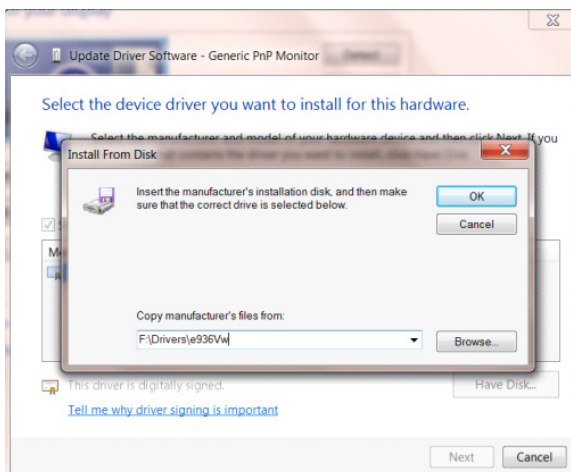 your display
Update Driver Software - Generic PnP Monitor
Detect
Select the device driver you want to install for this hardware.
Select the manufacturer and model of your hardware device and then click Next. If you
Install From Disk
Insert the manufacturer's installation disk, and then make
sure that the correct drive is selected below.
OK
Cancel
Copy manufacturer's files from:
F:\Drivers\e936Vw
Browse...
This driver is digitally signed.
Have Disk...
Tell me why driver signing is important
Next
Cancel